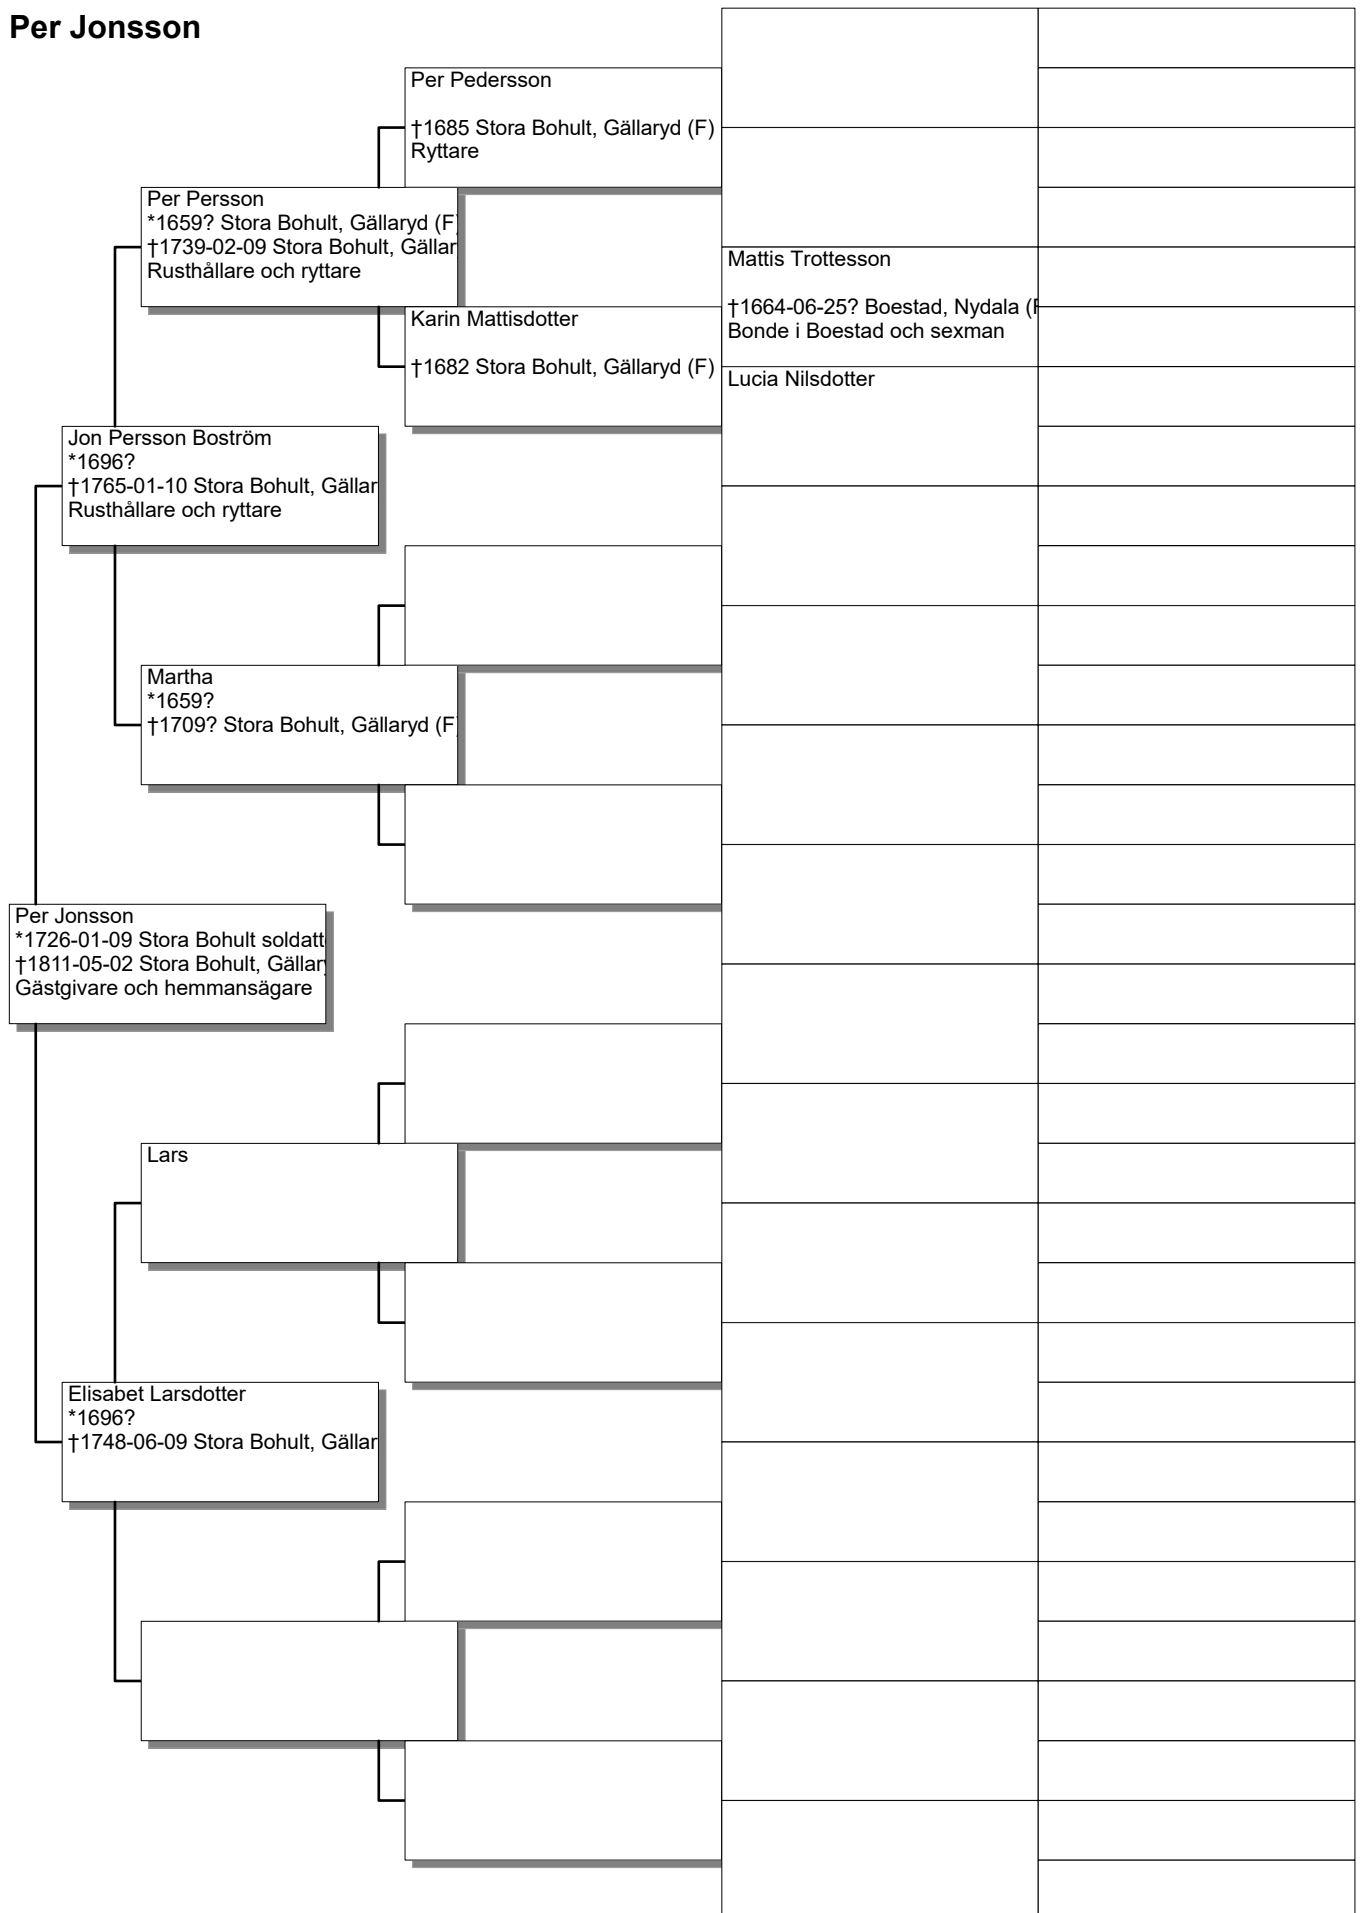 Per Jonsson
Per Pedersson
†1685 Stora Bohult, Gällaryd (F)
Ryttare
Per Persson
*1659? Stora Bohult, Gällaryd (F)
†1739-02-09 Stora Bohult, Gällar
Rusthållare och ryttare
Mattis Trottesson
†1664-06-25? Boestad, Nydala (F
Bonde i Boestad och sexman
Karin Mattisdotter
†1682 Stora Bohult, Gällaryd (F)
Lucia Nilsdotter
Jon Persson Boström
*1696?
†1765-01-10 Stora Bohult, Gällar
Rusthållare och ryttare
Martha
*1659?
†1709? Stora Bohult, Gällaryd (F)
Per Jonsson
*1726-01-09 Stora Bohult soldatt
†1811-05-02 Stora Bohult, Gällary
Gästgivare och hemmansägare
Lars
Elisabet Larsdotter
*1696?
†1748-06-09 Stora Bohult, Gällar